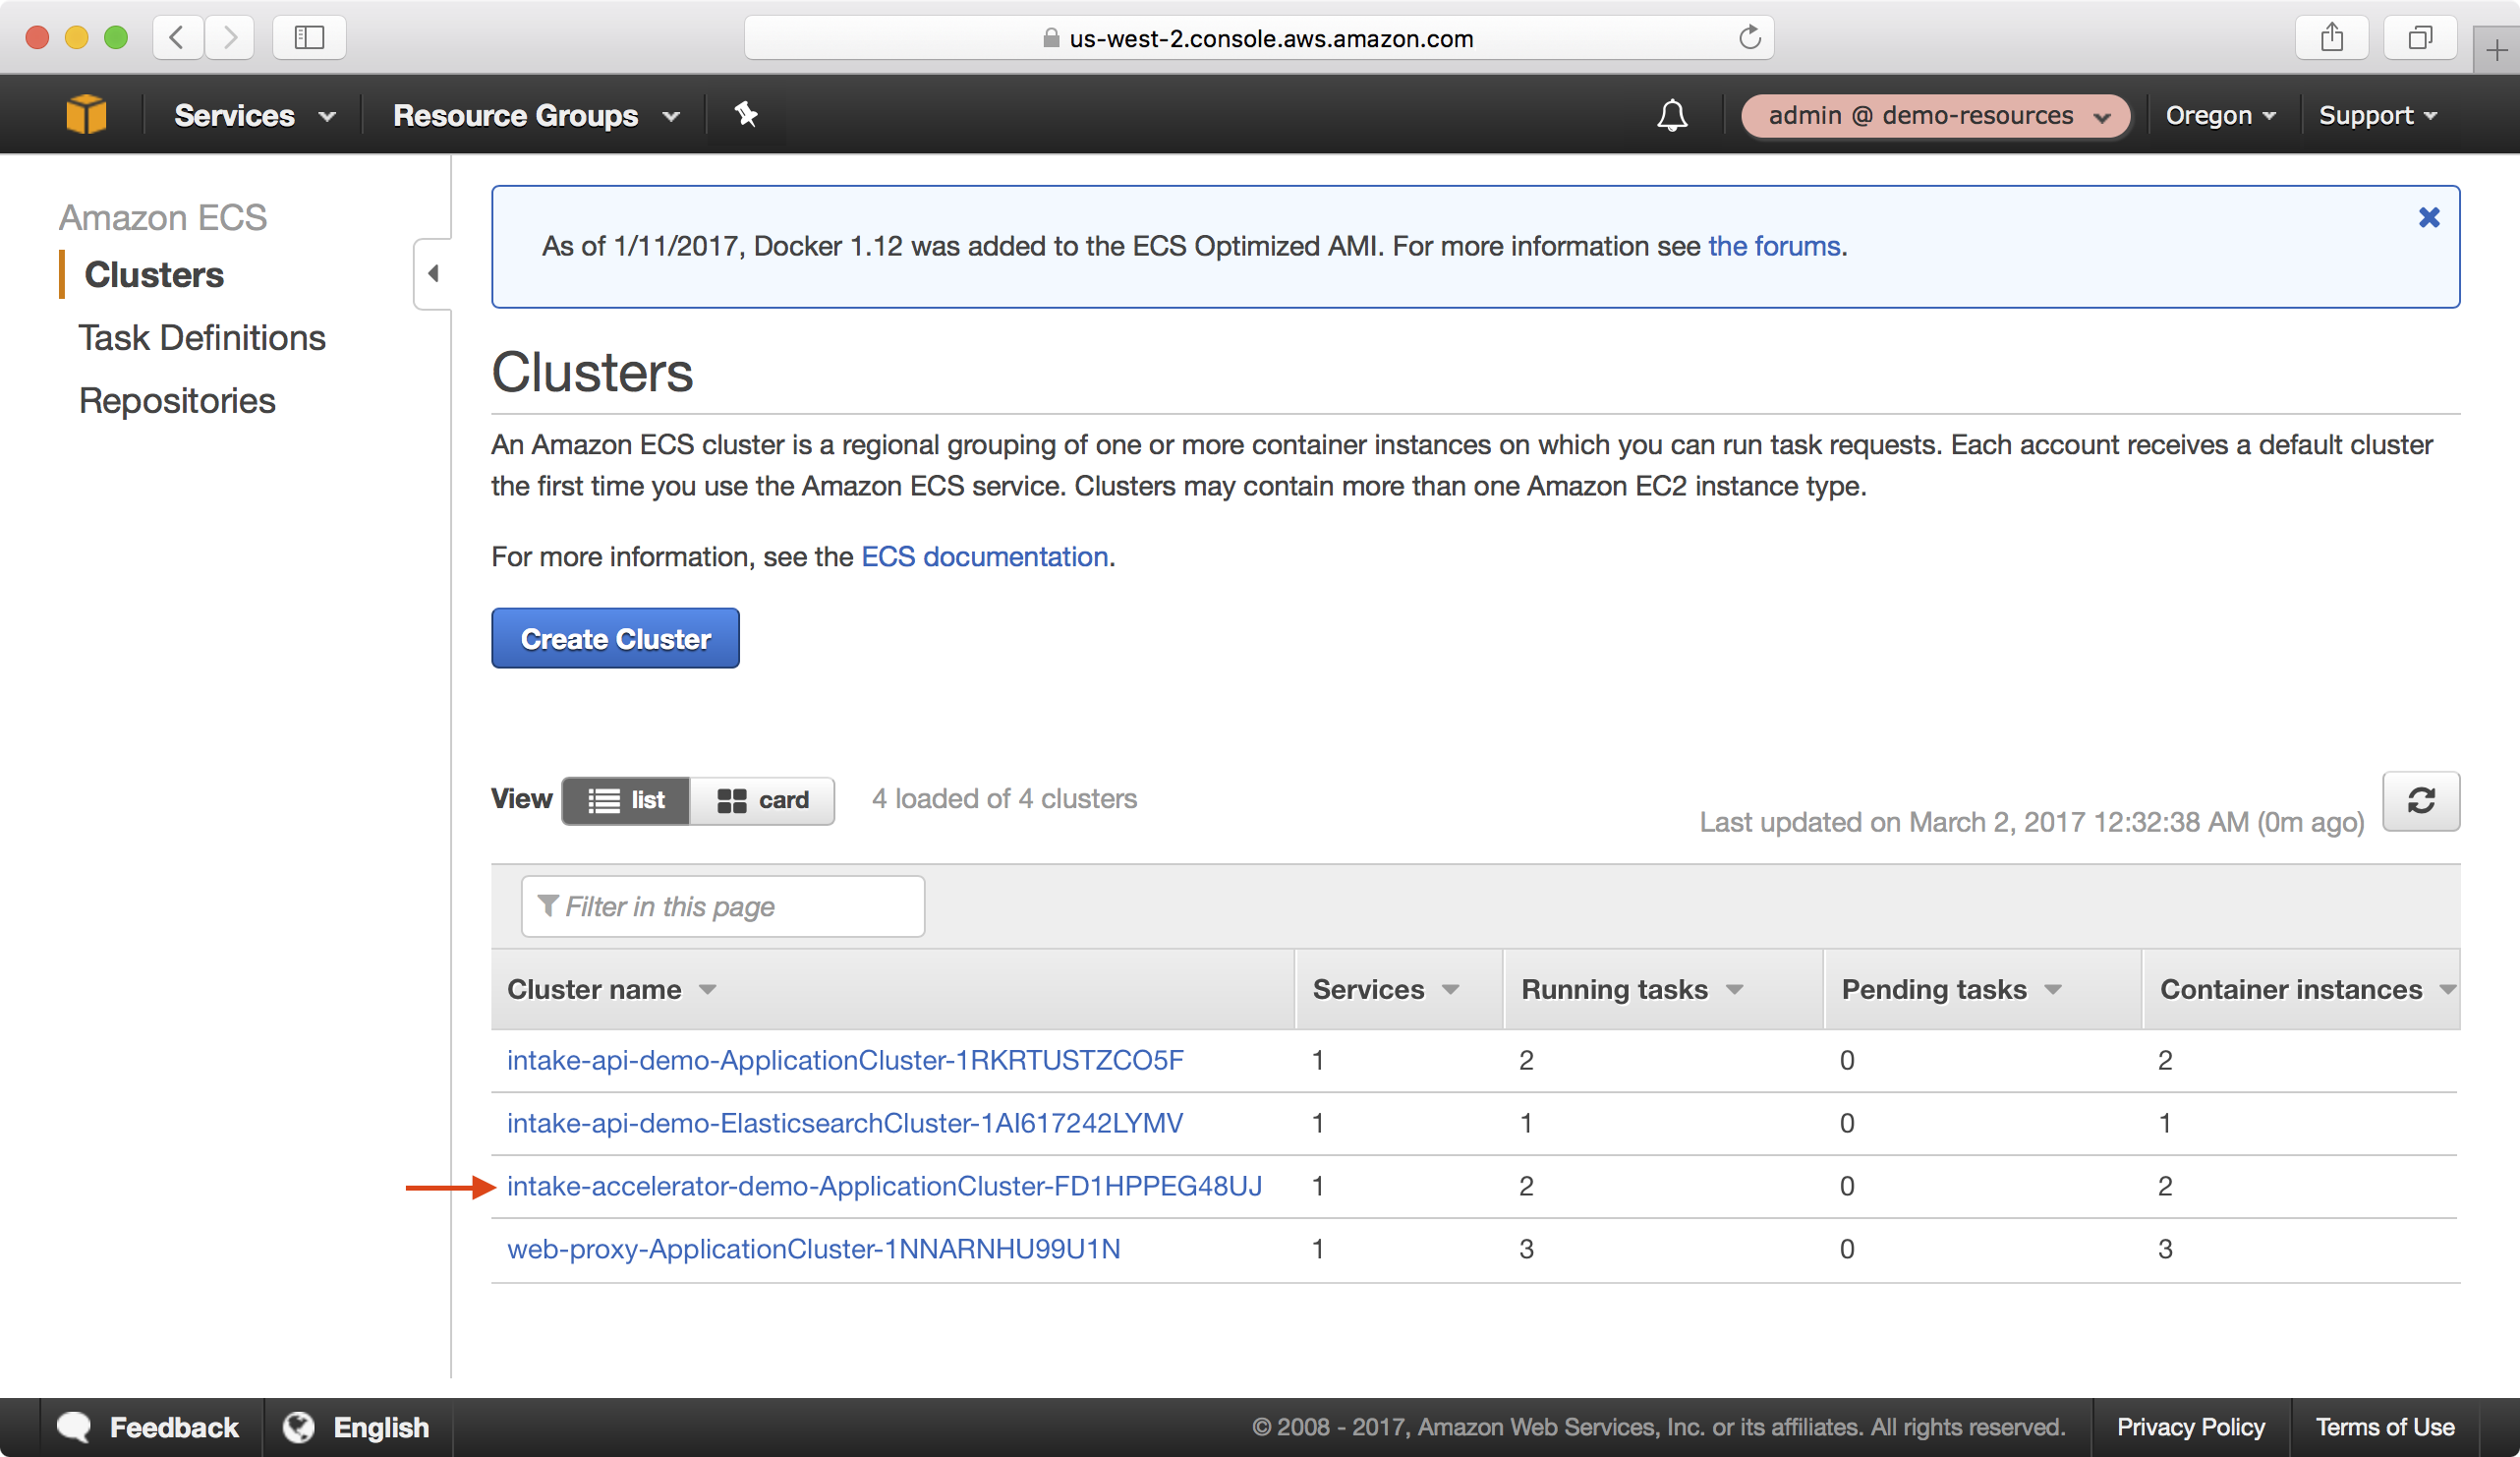 us-west-2.console.aws.amazon.com
Services Resource Groups admin @ demo-resources Oregon Support
Amazon ECS
Clusters
Task Definitions
Repositories
As of 1/11/2017, Docker 1.12 was added to the ECS Optimized AMI. For more information see the forums.
Clusters
An Amazon ECS cluster is a regional grouping of one or more container instances on which you can run task requests. Each account receives a default cluster
the first time you use the Amazon ECS service. Clusters may contain more than one Amazon EC2 instance type.
For more information, see the ECS documentation.
Create Cluster
View list card 4 loaded of 4 clusters
Last updated on March 2, 2017 12:32:38 AM (0m ago)
Filter in this page
Cluster name Services Running tasks Pending tasks Container instances
intake-api-demo-ApplicationCluster-1RKRTUSTZCO5F 1 2 0 2
intake-api-demo-ElasticsearchCluster-1AI617242LYMV 1 1 0 1
intake-accelerator-demo-ApplicationCluster-FD1HPPEG48UJ 1 2 0 2
web-proxy-ApplicationCluster-1NNARNHU99U1N 1 3 0 3
Feedback English © 2008 - 2017, Amazon Web Services, Inc. or its affiliates. All rights reserved. Privacy Policy Terms of Use